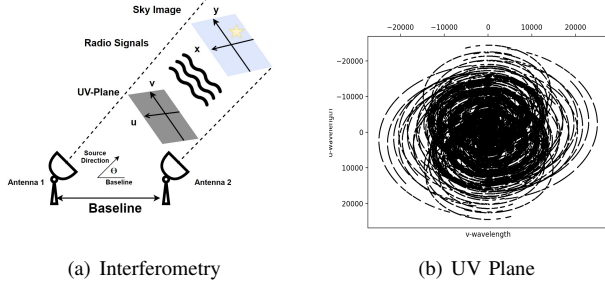 Sky Image
y
Radio Signals
x
UV-Plane
v
u
Source
Direction
Θ
Baseline
Antenna 1
Antenna 2
Baseline
(a) Interferometry
−20000 −10000 0 10000 20000
−20000
−10000
0
10000
20000
v-wavelength
(b) UV Plane